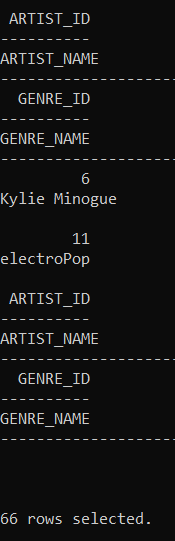 ARTIST_ID
----------
ARTIST_NAME
--------------------
GENRE_ID
----------
GENRE_NAME
--------------------
6
Kylie Minogue
11
electroPop
ARTIST_ID
----------
ARTIST_NAME
--------------------
GENRE_ID
----------
GENRE_NAME
--------------------
66 rows selected.